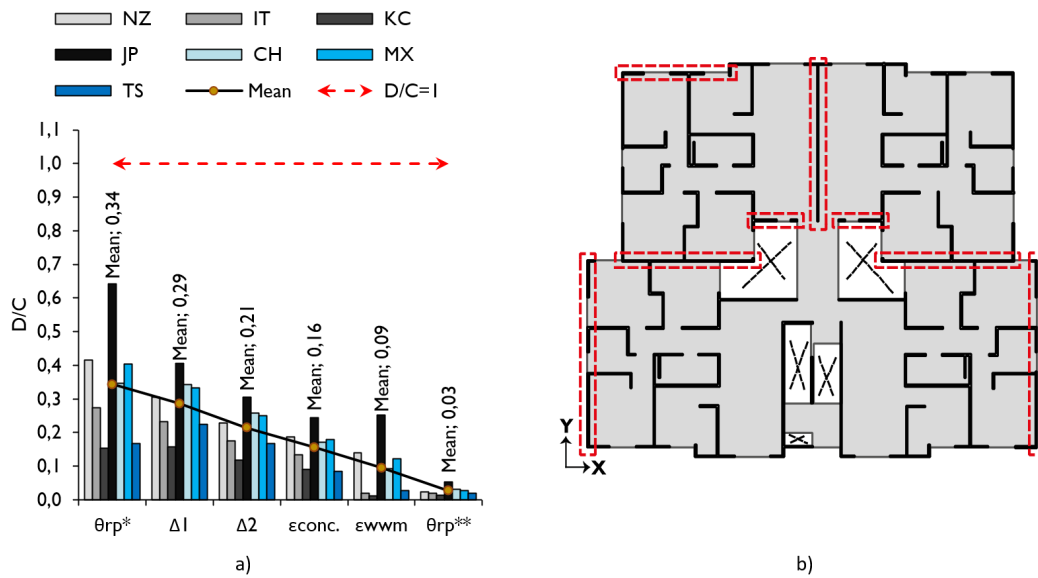 NZ IT KC
JP CH MX
TS Mean D/C=1
D/C
1,1
1,0
0,9
0,8
0,7
0,6
0,5
0,4
0,3
0,2
0,1
0,0
Mean; 0,34
Mean; 0,29
Mean; 0,21
Mean; 0,16
Mean; 0,09
Mean; 0,03
θrp* Δ1 Δ2 εconc. εwwm θrp**
a)
Y
X
b)